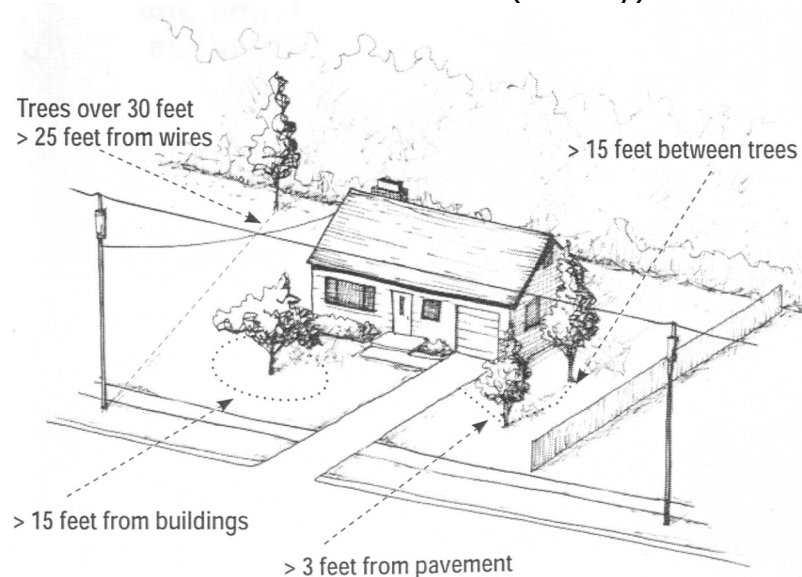 Trees over 30 feet
> 25 feet from wires
> 15 feet between trees
> 15 feet from buildings
> 3 feet from pavement